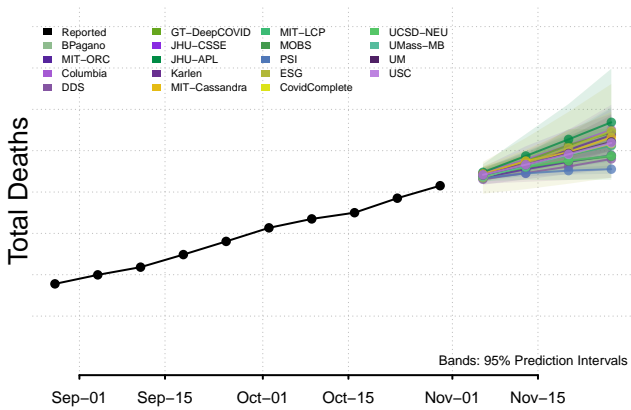 Total Deaths
Reported
BPagano
MIT−ORC
Columbia
DDS
GT−DeepCOVID
JHU−CSSE
JHU−APL
Karlen
MIT−Cassandra
MIT−LCP
MOBS
PSI
ESG
CovidComplete
UCSD−NEU
UMass−MB
UM
USC
Bands: 95% Prediction Intervals
Sep−01 Sep−15 Oct−01 Oct−15 Nov−01 Nov−15